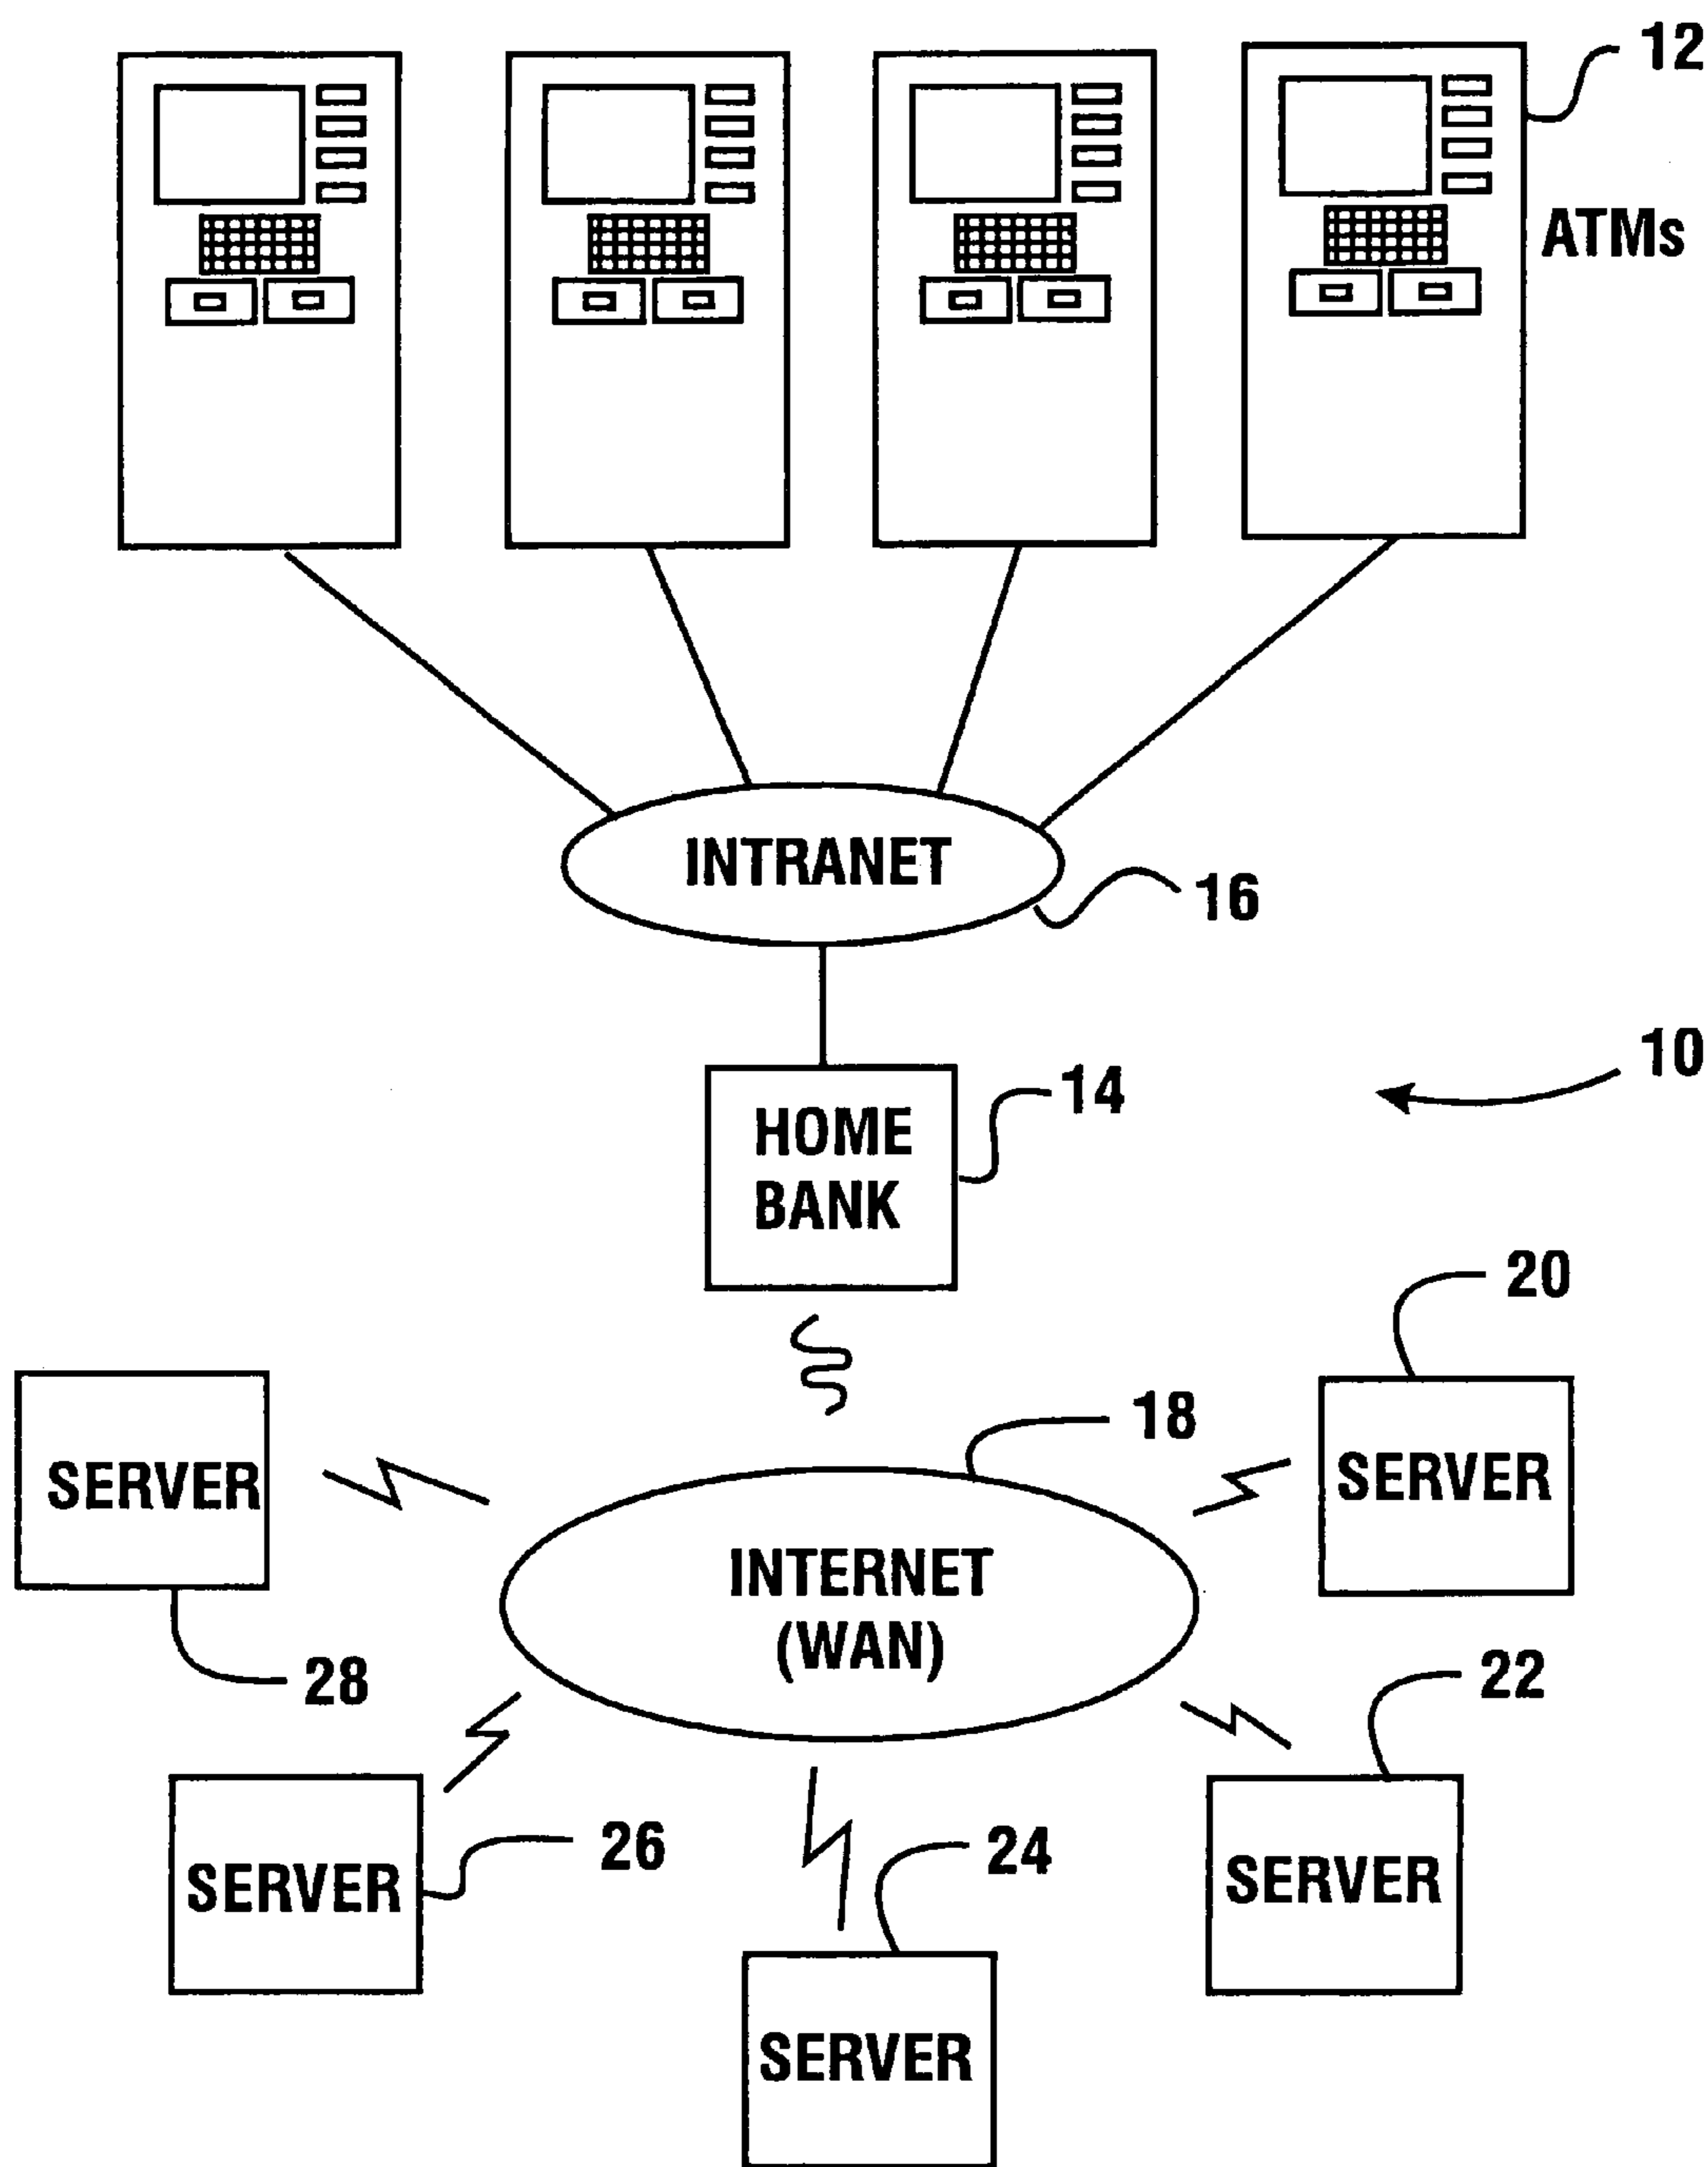 12
ATMs
INTRANET
16
10
14
HOME
BANK
20
18
SERVER
SERVER
INTERNET
(WAN)
28
22
26
24
SERVER
SERVER
SERVER